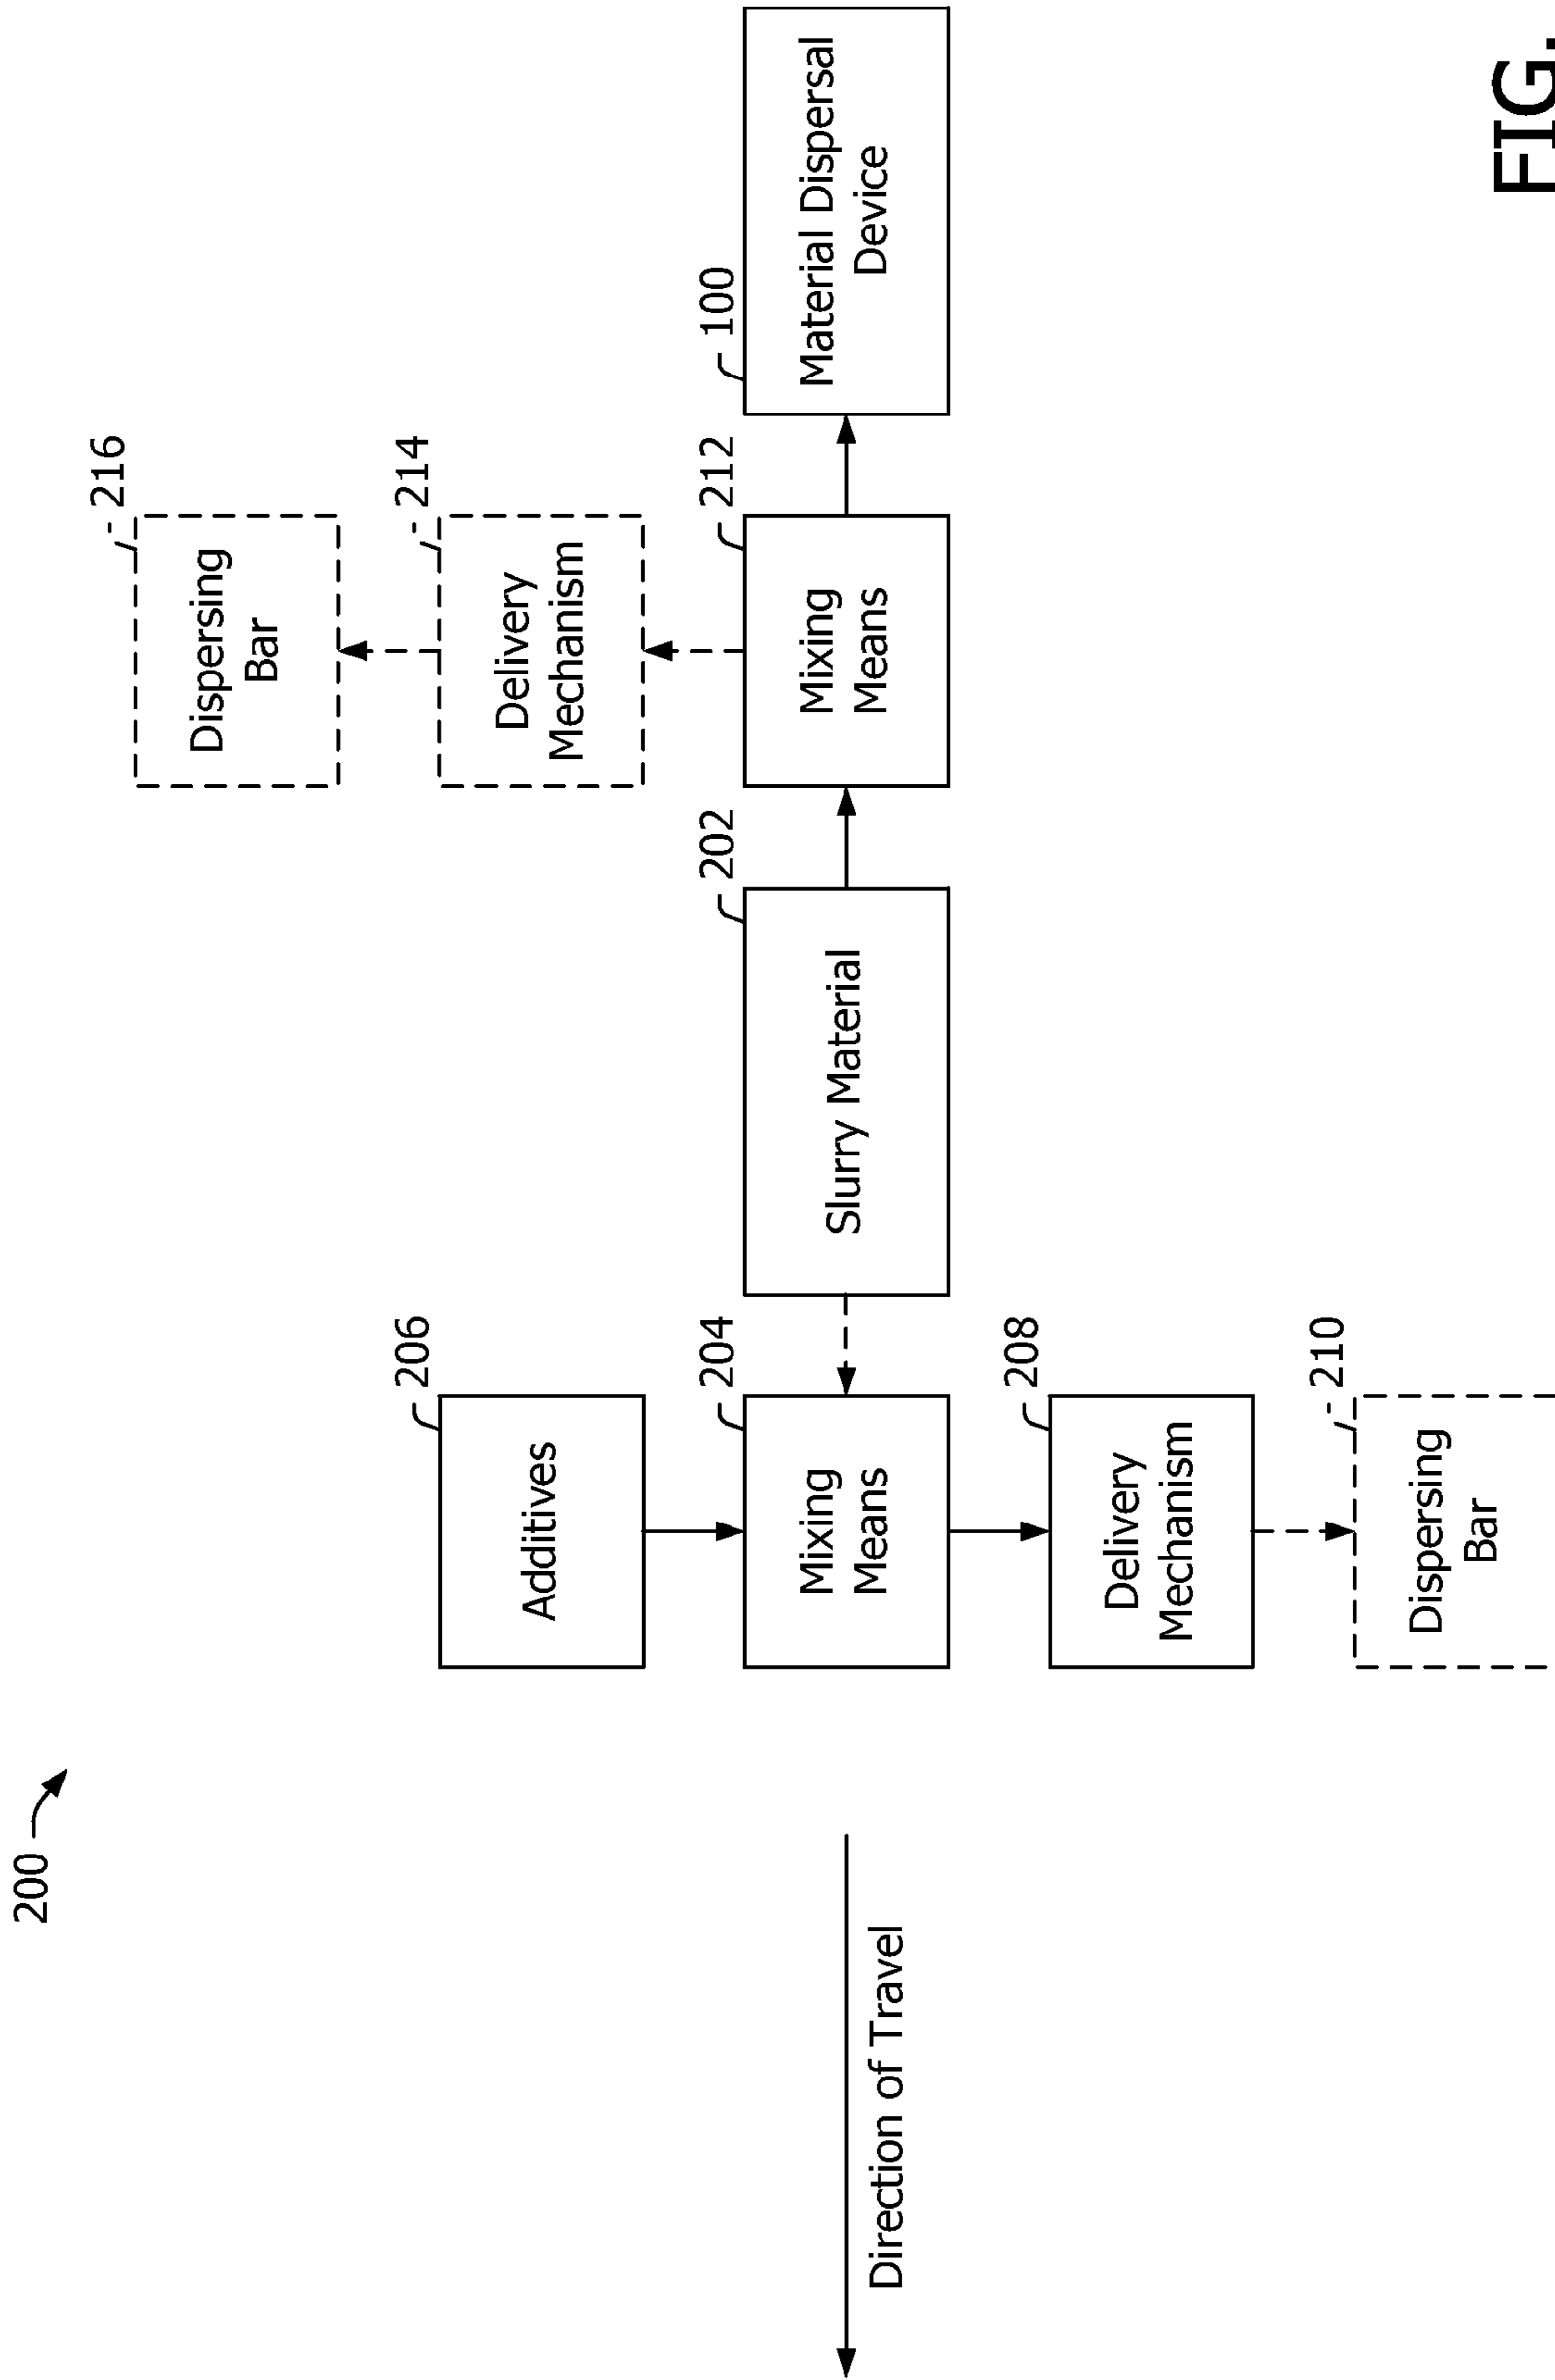 200
216
Dispersing
Bar
206
Additives
214
Delivery
Mechanism
204
Mixing
Means
202
Slurry Material
212
Mixing
Means
100
Material Dispersal
Device
Direction of Travel
208
Delivery
Mechanism
210
Dispersing
Bar
FIG.